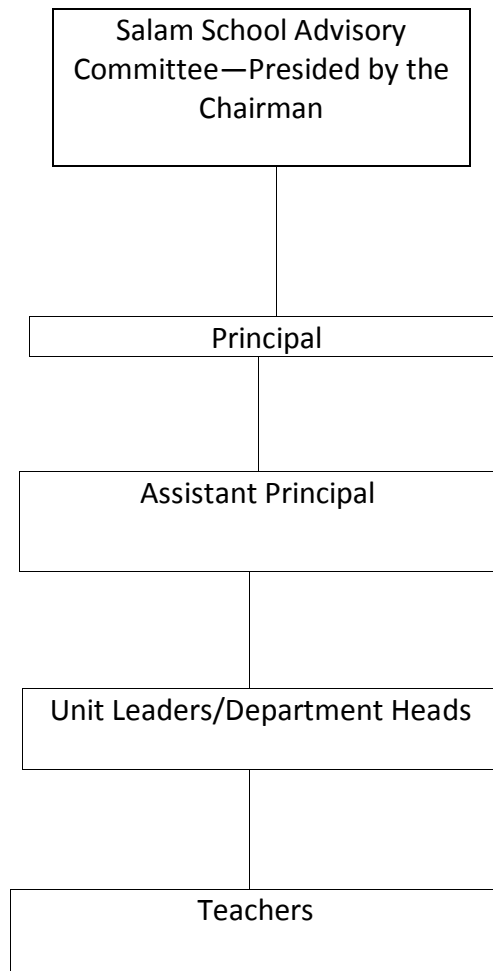 Salam School Advisory
Committee—Presided by the
Chairman
Principal
Assistant Principal
Unit Leaders/Department Heads
Teachers